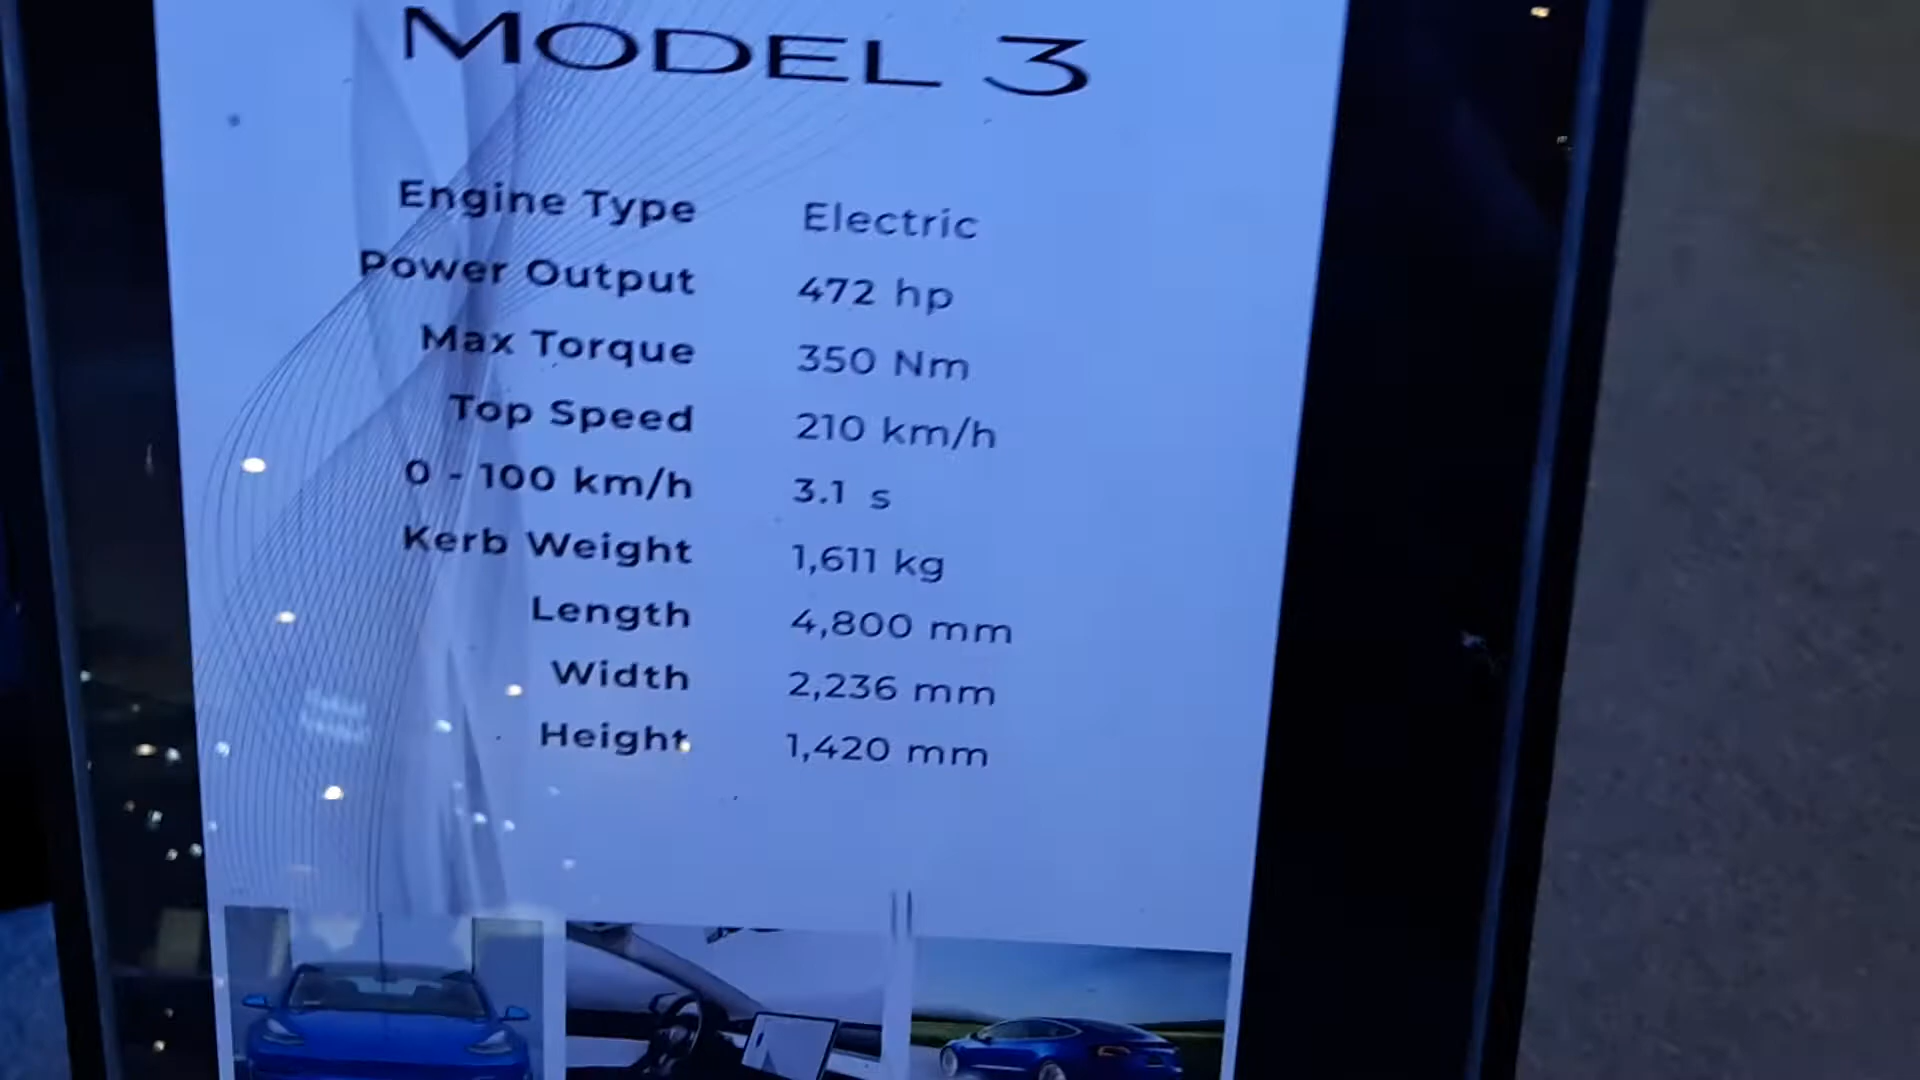 MODEL 3
Engine Type Electric
Power Output 472 hp
Max Torque 350 Nm
Top Speed 210 km/h
0 - 100 km/h 3.1 s
Kerb Weight 1,611 kg
Length 4,800 mm
Width 2,236 mm
Height 1,420 mm